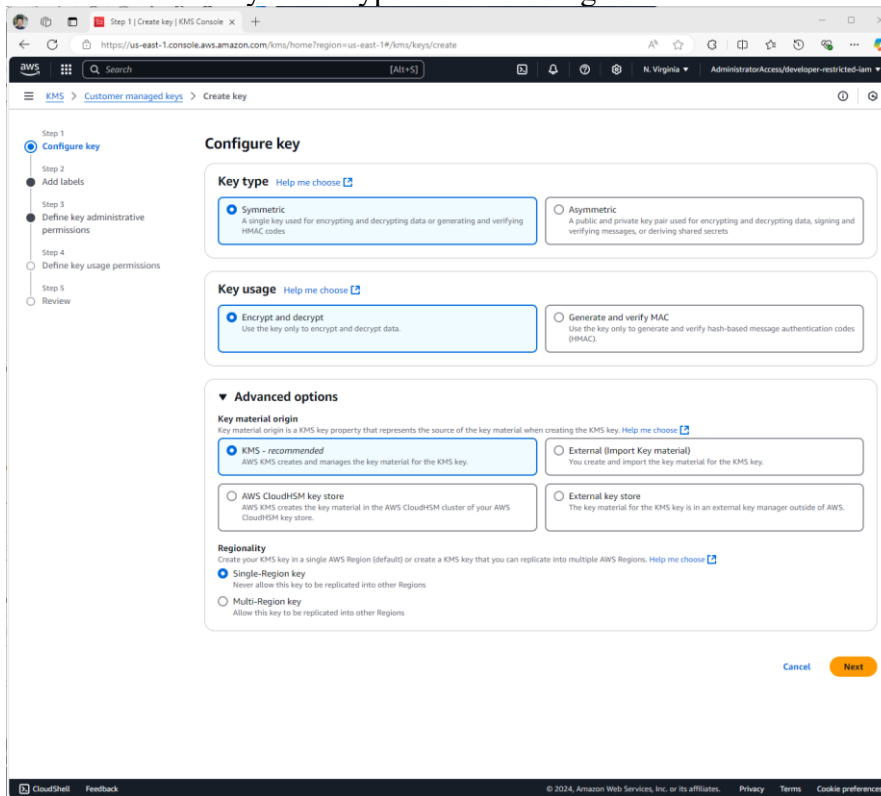 Step 1 | Create key | KMS Console
https://us-east-1.console.aws.amazon.com/kms/home?region=us-east-1#/kms/keys/create
aws
Search
[Alt+S]
N. Virginia
AdministratorAccess/developer-restricted-iam
KMS > Customer managed keys > Create key
Step 1
Configure key
Step 2
Add labels
Step 3
Define key administrative
permissions
Step 4
Define key usage permissions
Step 5
Review
Configure key
Key type Help me choose
Symmetric
A single key used for encrypting and decrypting data or generating and verifying
HMAC codes
Asymmetric
A public and private key pair used for encrypting and decrypting data, signing and
verifying messages, or deriving shared secrets
Key usage Help me choose
Encrypt and decrypt
Use the key only to encrypt and decrypt data.
Generate and verify MAC
Use the key only to generate and verify hash-based message authentication codes
(HMAC).
Advanced options
Key material origin
Key material origin is a KMS key property that represents the source of the key material when creating the KMS key. Help me choose
KMS - recommended
AWS KMS creates and manages the key material for the KMS key.
External (Import Key material)
You create and import the key material for the KMS key.
AWS CloudHSM key store
AWS KMS creates the key material in the AWS CloudHSM cluster of your AWS
CloudHSM key store.
External key store
The key material for the KMS key is in an external key manager outside of AWS.
Regionality
Create your KMS key in a single AWS Region (default) or create a KMS key that you can replicate into multiple AWS Regions. Help me choose
Single-Region key
Never allow this key to be replicated into other Regions
Multi-Region key
Allow this key to be replicated into other Regions
Cancel
Next
CloudShell Feedback
© 2024, Amazon Web Services, Inc. or its affiliates. Privacy Terms Cookie preferences